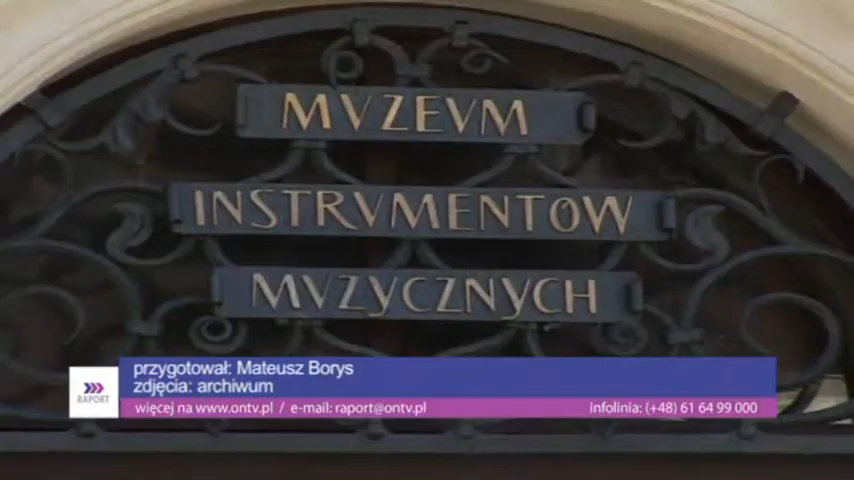 MVZEVM
INSTRVMENTOW
MVZYCZNYCH
przygotował: Mateusz Borys
zdjęcia: archiwum
RAPORT
więcej na www.ontv.pl / e-mail: raport@ontv.pl
infolinia: (+48) 61 64 99 000